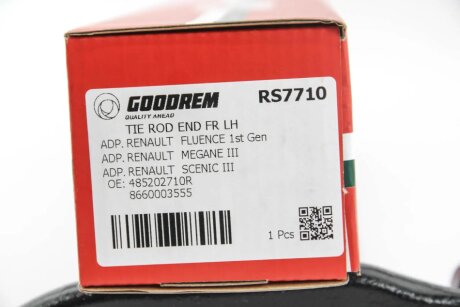 GOODREM RS7710
QUALITY AHEAD
TIE ROD END FR LH
ADP. RENAULT FLUENCE 1st Gen
ADP. RENAULT MEGANE III
ADP. RENAULT SCENIC III
OE: 485202710R
8660003555
1 Pcs